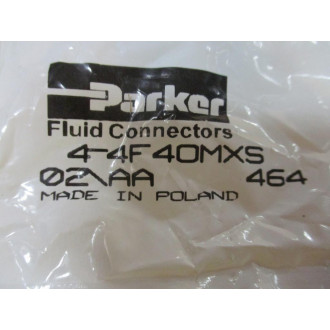 Parker
Fluid Connectors
4-4F40MXS
02\AA 464
MADE IN POLAND